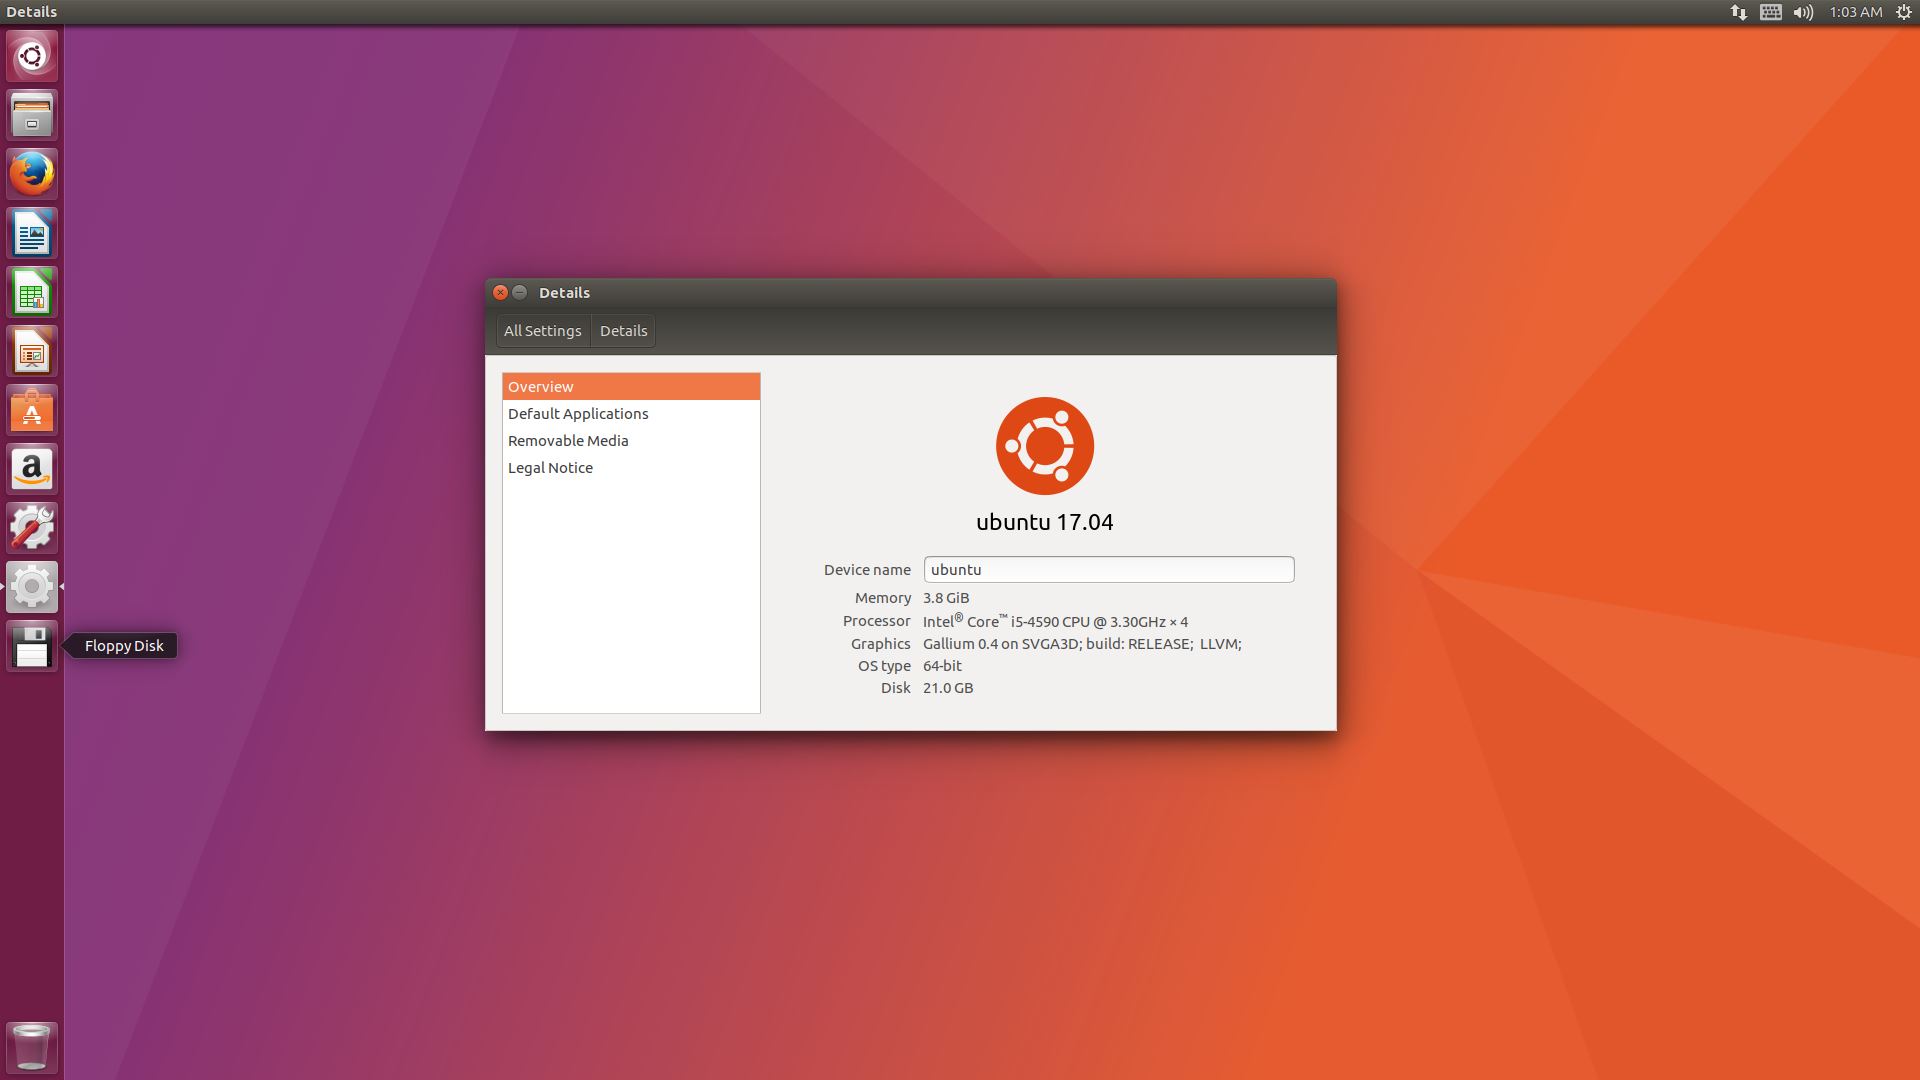 Details
1:03 AM
Details
All Settings
Details
Overview
Default Applications
Removable Media
Legal Notice
ubuntu 17.04
Device name ubuntu
Memory 3.8 GiB
Processor Intel® Core™ i5-4590 CPU @ 3.30GHz × 4
Graphics Gallium 0.4 on SVGA3D; build: RELEASE; LLVM;
OS type 64-bit
Disk 21.0 GB
a
Floppy Disk